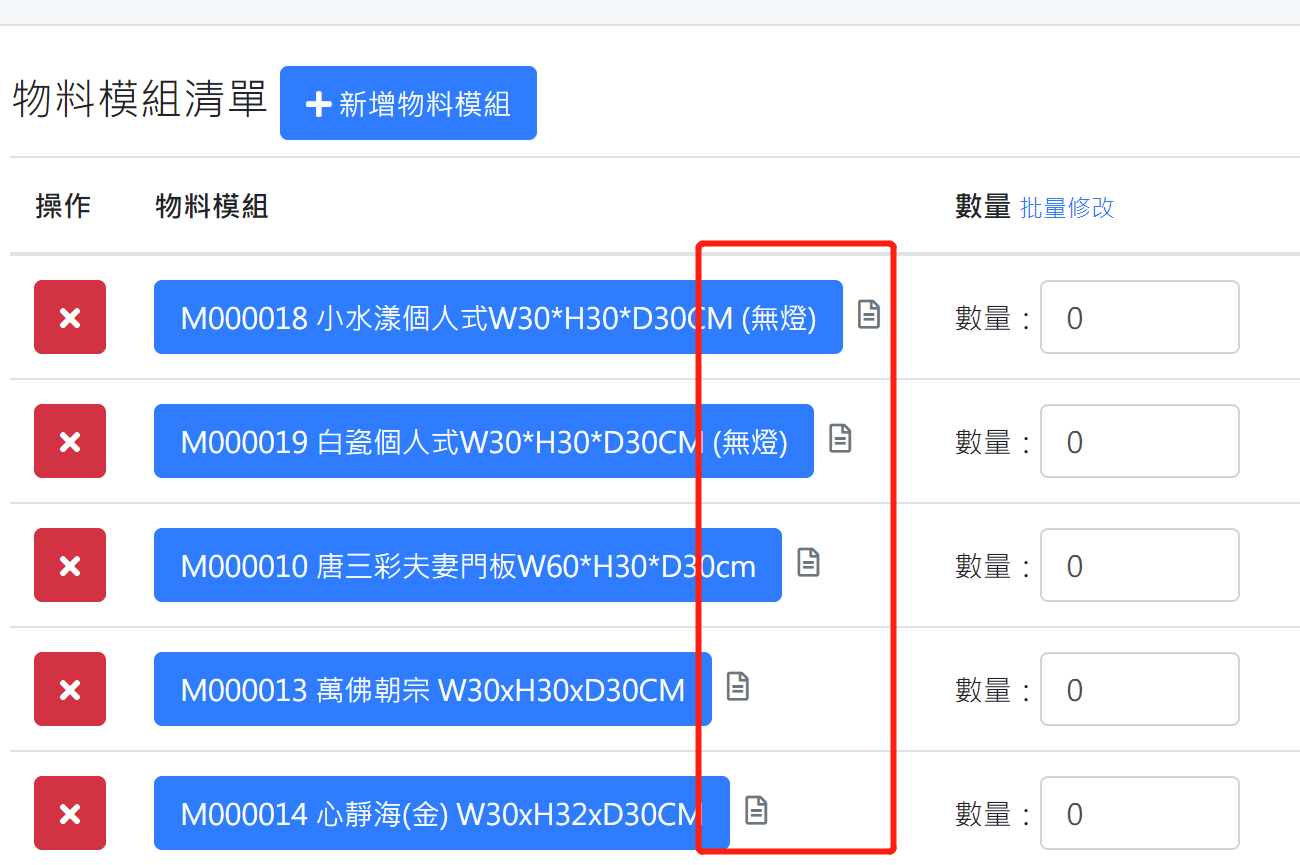 物料模組清單 新增物料模組
操作 物料模組 數量 批量修改
M000018 小水漾個人式W30*H30*D30CM (無燈) 數量：0
M000019 白瓷個人式W30*H30*D30CM (無燈) 數量：0
M000010 唐三彩夫妻門板W60*H30*D30cm 數量：0
M000013 萬佛朝宗 W30xH30xD30CM 數量：0
M000014 心靜海(金) W30xH32xD30CM 數量：0